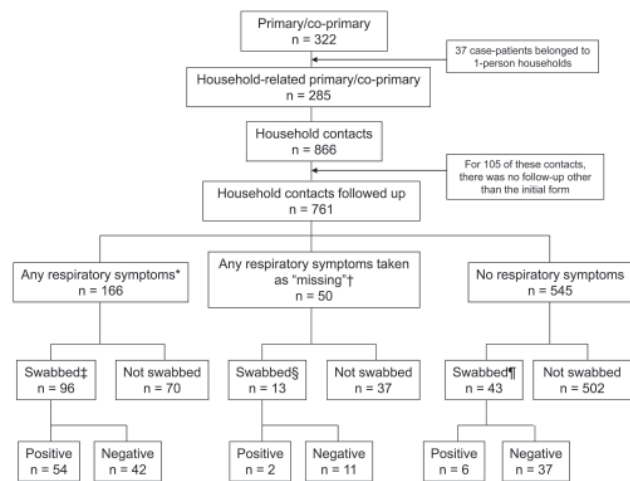 Primary/co-primary
n = 322
37 case-patients belonged to
1-person households
Household-related primary/co-primary
n = 285
Household contacts
n = 866
For 105 of these contacts,
there was no follow-up other
than the initial form
Household contacts followed up
n = 761
Any respiratory symptoms*
n = 166
Any respiratory symptoms taken
as "missing"†
n = 50
No respiratory symptoms
n = 545
Swabbed‡
n = 96
Not swabbed
n = 70
Swabbed§
n = 13
Not swabbed
n = 37
Swabbed¶
n = 43
Not swabbed
n = 502
Positive
n = 54
Negative
n = 42
Positive
n = 2
Negative
n = 11
Positive
n = 6
Negative
n = 37